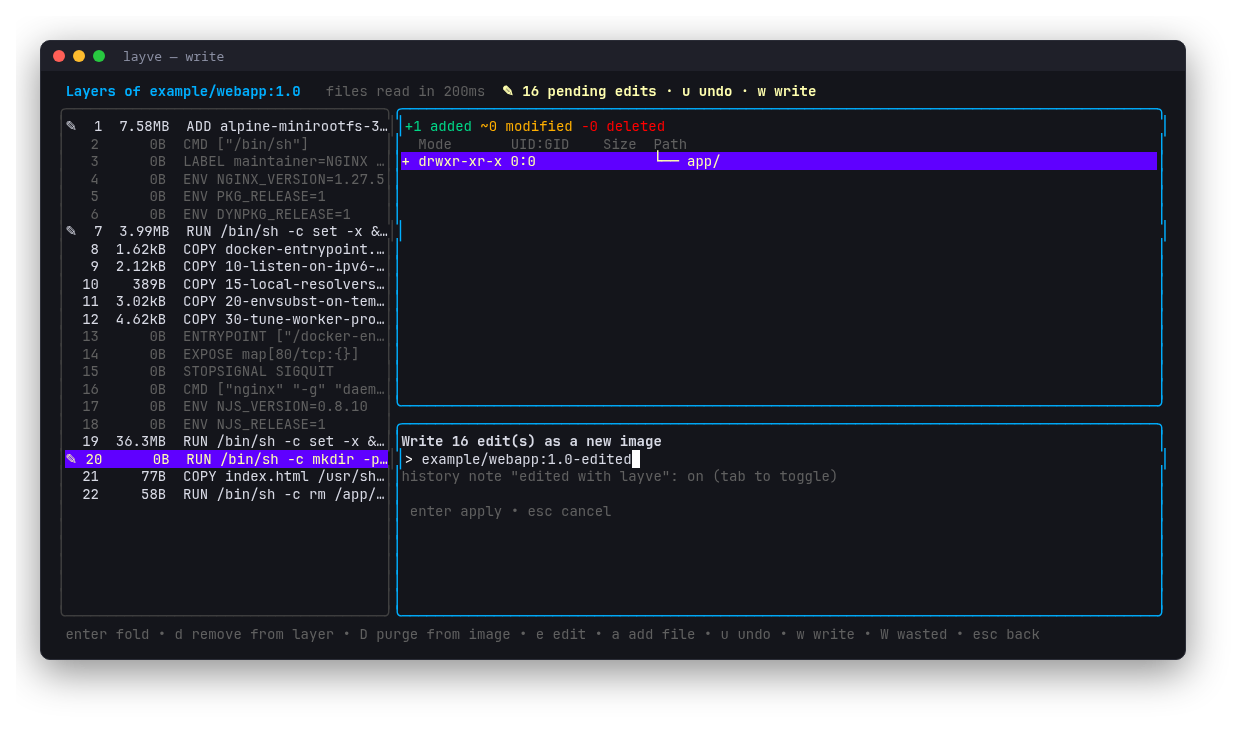 layve — write
Layers of example/webapp:1.0   files read in 200ms  ✎ 16 pending edits · u undo · w write
✎  1  7.58MB  ADD alpine-minirootfs-3…
2  0B  CMD ["/bin/sh"]
3  0B  LABEL maintainer=NGINX …
4  0B  ENV NGINX_VERSION=1.27.5
5  0B  ENV PKG_RELEASE=1
6  0B  ENV DYNPKG_RELEASE=1
✎  7  3.99MB  RUN /bin/sh -c set -x &…
8  1.62kB  COPY docker-entrypoint.…
9  2.12kB  COPY 10-listen-on-ipv6-…
10  389B  COPY 15-local-resolvers…
11  3.02kB  COPY 20-envsubst-on-tem…
12  4.62kB  COPY 30-tune-worker-pro…
13  0B  ENTRYPOINT ["/docker-en…
14  0B  EXPOSE map[80/tcp:{}]
15  0B  STOPSIGNAL SIGQUIT
16  0B  CMD ["nginx" "-g" "daem…
17  0B  ENV NJS_VERSION=0.8.10
18  0B  ENV NJS_RELEASE=1
19  36.3MB  RUN /bin/sh -c set -x &…
✎ 20  0B  RUN /bin/sh -c mkdir -p…
21  77B  COPY index.html /usr/sh…
22  58B  RUN /bin/sh -c rm /app/…
+1 added ~0 modified -0 deleted
Mode  UID:GID  Size  Path
+ drwxr-xr-x 0:0  └── app/
Write 16 edit(s) as a new image
> example/webapp:1.0-edited
history note "edited with layve": on (tab to toggle)
enter apply • esc cancel
enter fold • d remove from layer • D purge from image • e edit • a add file • u undo • w write • W wasted • esc back